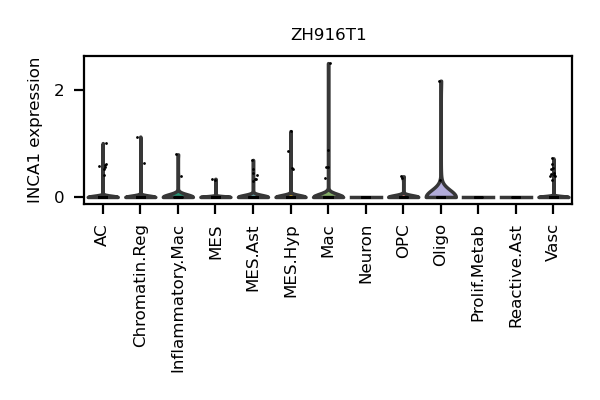 ZH916T1
INCA1 expression
2
0
AC
Chromatin.Reg
Inflammatory.Mac
MES
MES.Ast
MES.Hyp
Mac
Neuron
OPC
Oligo
Prolif.Metab
Reactive.Ast
Vasc